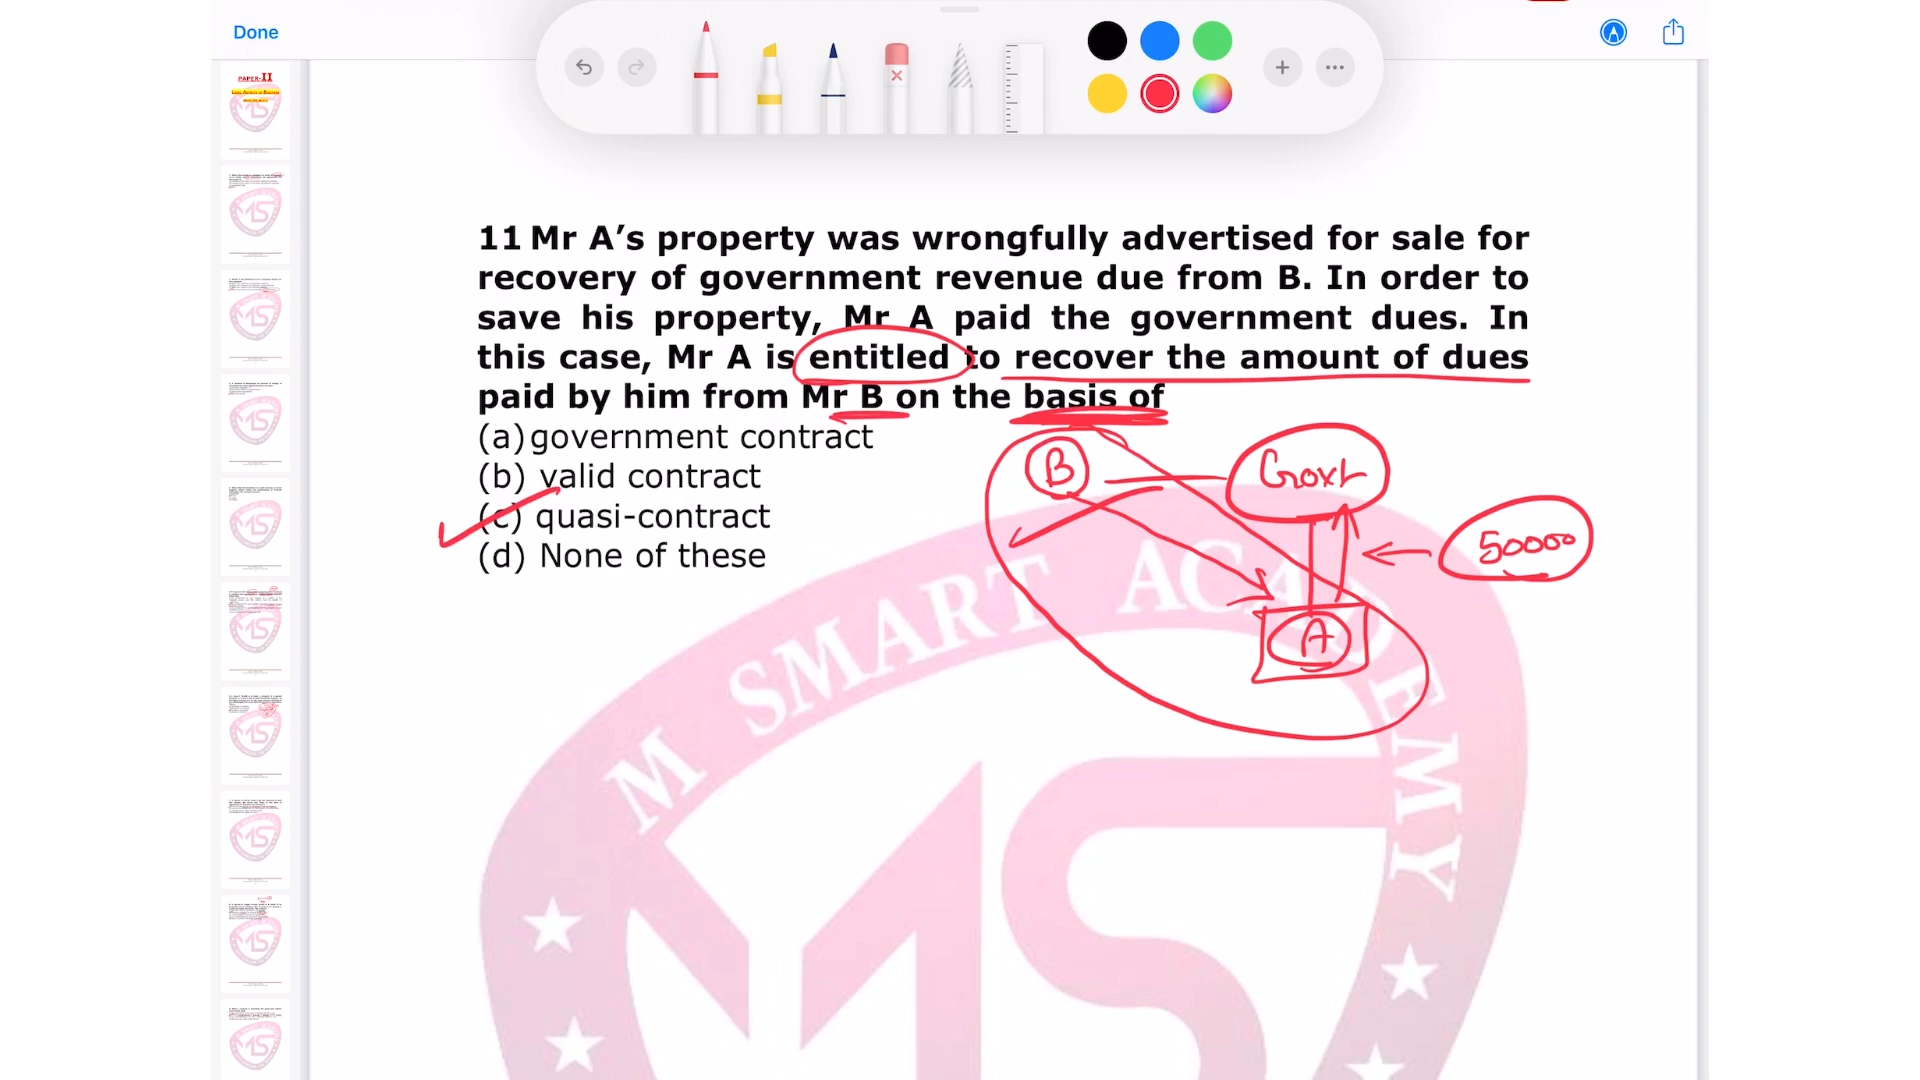 Done
PAPER-II
11 Mr A’s property was wrongfully advertised for sale for
recovery of government revenue due from B. In order to
save his property, Mr A paid the government dues. In
this case, Mr A is entitled to recover the amount of dues
paid by him from Mr B on the basis of
(a) government contract
(b) valid contract
(c) quasi-contract
(d) None of these
B
Govt
50000
A
M SMART ACADEMY
MS